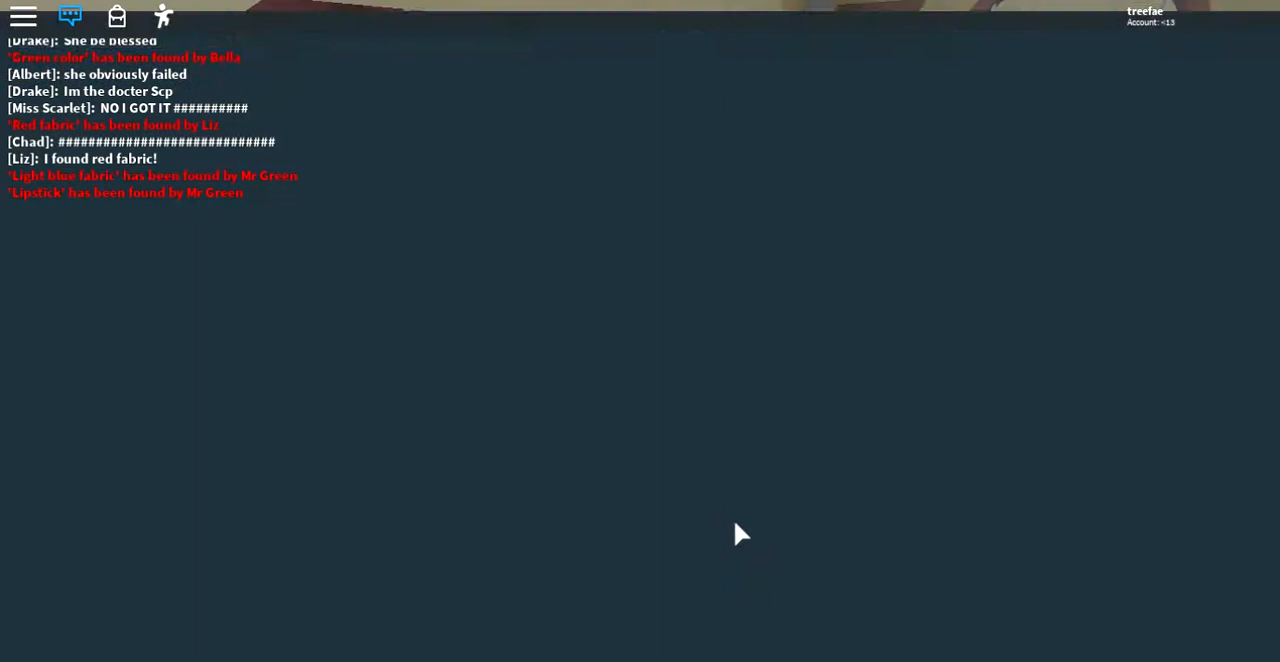 treefae
Account: <13
[Drake]: She be blessed
'Green color' has been found by Bella
[Albert]: she obviously failed
[Drake]: Im the docter Scp
[Miss Scarlet]: NO I GOT IT ##########
'Red fabric' has been found by Liz
[Chad]: #############################
[Liz]: I found red fabric!
'Light blue fabric' has been found by Mr Green
'Lipstick' has been found by Mr Green